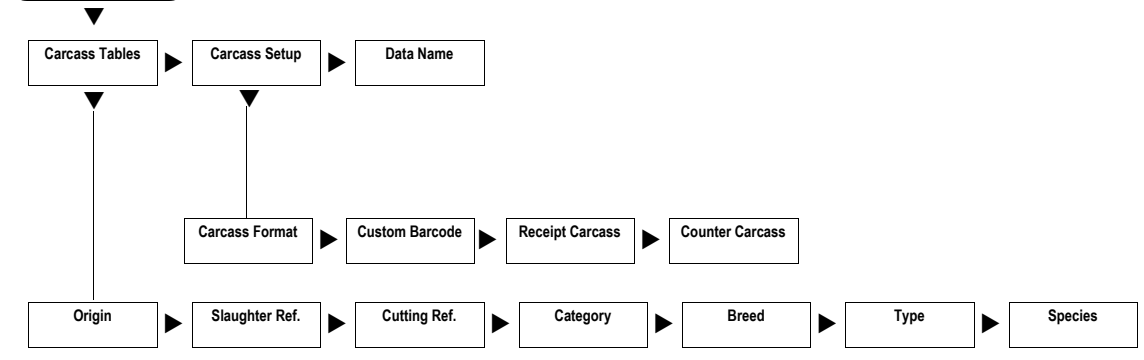 Carcass Tables
Carcass Setup
Data Name
Carcass Format
Custom Barcode
Receipt Carcass
Counter Carcass
Origin
Slaughter Ref.
Cutting Ref.
Category
Breed
Type
Species